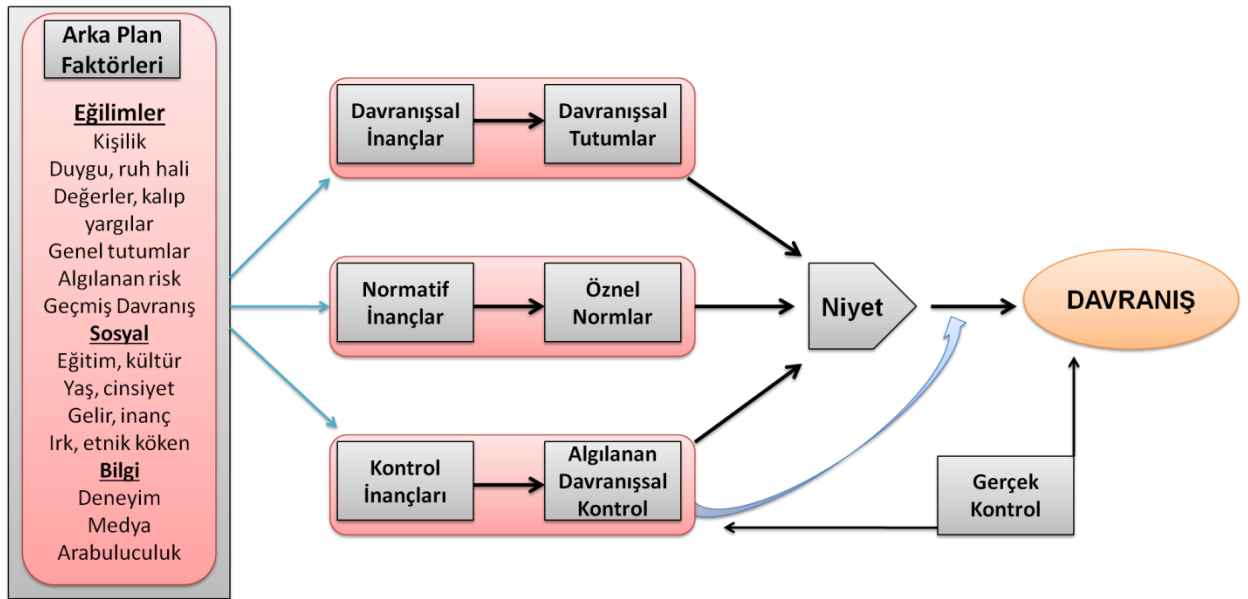 Arka Plan
Faktörleri
Eğilimler
Kişilik
Duygu, ruh hali
Değerler, kalıp
yargılar
Genel tutumlar
Algılanan risk
Geçmiş Davranış
Sosyal
Eğitim, kültür
Yaş, cinsiyet
Gelir, inanç
Irk, etnik köken
Bilgi
Deneyim
Medya
Arabuluculuk
Davranışsal
İnançlar
Davranışsal
Tutumlar
Normatif
İnançlar
Öznel
Normlar
Kontrol
İnançları
Algılanan
Davranışsal
Kontrol
Niyet
DAVRANIŞ
Gerçek
Kontrol